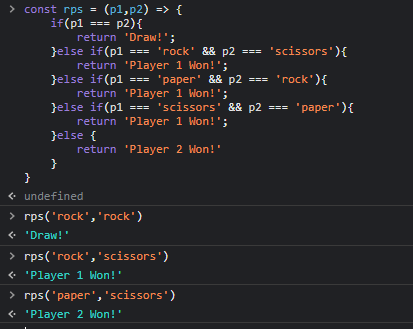 const rps = (p1,p2) => {
    if(p1 === p2){
        return 'Draw!';
    }else if(p1 === 'rock' && p2 === 'scissors'){
        return 'Player 1 Won!';
    }else if(p1 === 'paper' && p2 === 'rock'){
        return 'Player 1 Won!';
    }else if(p1 === 'scissors' && p2 === 'paper'){
        return 'Player 1 Won!';
    }else {
        return 'Player 2 Won!'
    }
}
undefined
rps('rock','rock')
'Draw!'
rps('rock','scissors')
'Player 1 Won!'
rps('paper','scissors')
'Player 2 Won!'